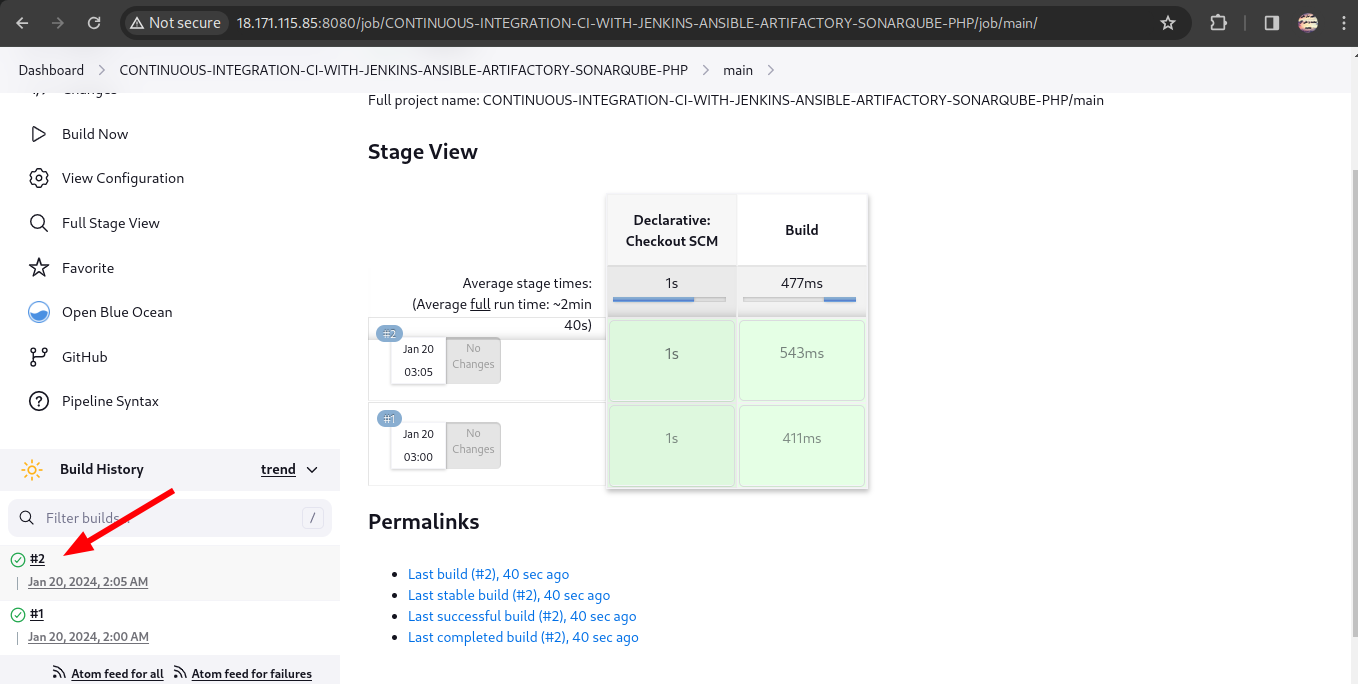 Not secure 18.171.115.85:8080/job/CONTINUOUS-INTEGRATION-CI-WITH-JENKINS-ANSIBLE-ARTIFACTORY-SONARQUBE-PHP/job/main/
Dashboard CONTINUOUS-INTEGRATION-CI-WITH-JENKINS-ANSIBLE-ARTIFACTORY-SONARQUBE-PHP main
Changes
Build Now
View Configuration
Full Stage View
Favorite
Open Blue Ocean
GitHub
Pipeline Syntax
Build History trend
Filter builds...
/
#2
Jan 20, 2024, 2:05 AM
#1
Jan 20, 2024, 2:00 AM
Atom feed for all Atom feed for failures
Full project name: CONTINUOUS-INTEGRATION-CI-WITH-JENKINS-ANSIBLE-ARTIFACTORY-SONARQUBE-PHP/main
Stage View
Declarative:
Checkout SCM
Build
Average stage times:
(Average full run time: ~2min
40s)
1s
477ms
#2
Jan 20
03:05
No
Changes
1s
543ms
#1
Jan 20
03:00
No
Changes
1s
411ms
Permalinks
Last build (#2), 40 sec ago
Last stable build (#2), 40 sec ago
Last successful build (#2), 40 sec ago
Last completed build (#2), 40 sec ago